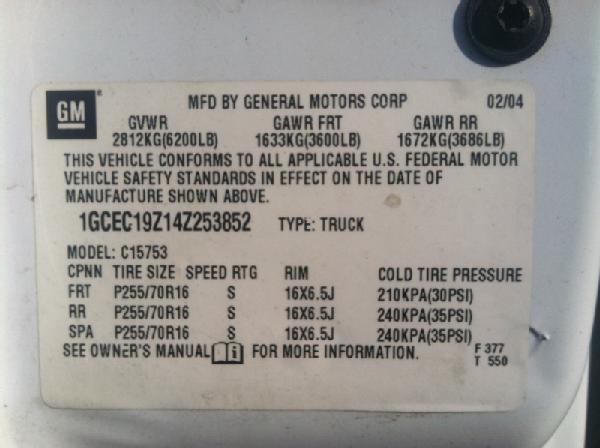 GM MFD BY GENERAL MOTORS CORP 02/04
GVWR GAWR FRT GAWR RR
2812KG(6200LB) 1633KG(3600LB) 1672KG(3686LB)
THIS VEHICLE CONFORMS TO ALL APPLICABLE U.S. FEDERAL MOTOR
VEHICLE SAFETY STANDARDS IN EFFECT ON THE DATE OF
MANUFACTURE SHOWN ABOVE.
1GCEC19Z14Z253852 TYPE: TRUCK
MODEL: C15753
CPNN TIRE SIZE SPEED RTG RIM COLD TIRE PRESSURE
FRT P255/70R16 S 16X6.5J 210KPA(30PSI)
RR P255/70R16 S 16X6.5J 240KPA(35PSI)
SPA P255/70R16 S 16X6.5J 240KPA(35PSI)
SEE OWNER'S MANUAL FOR MORE INFORMATION. F 377
T 550